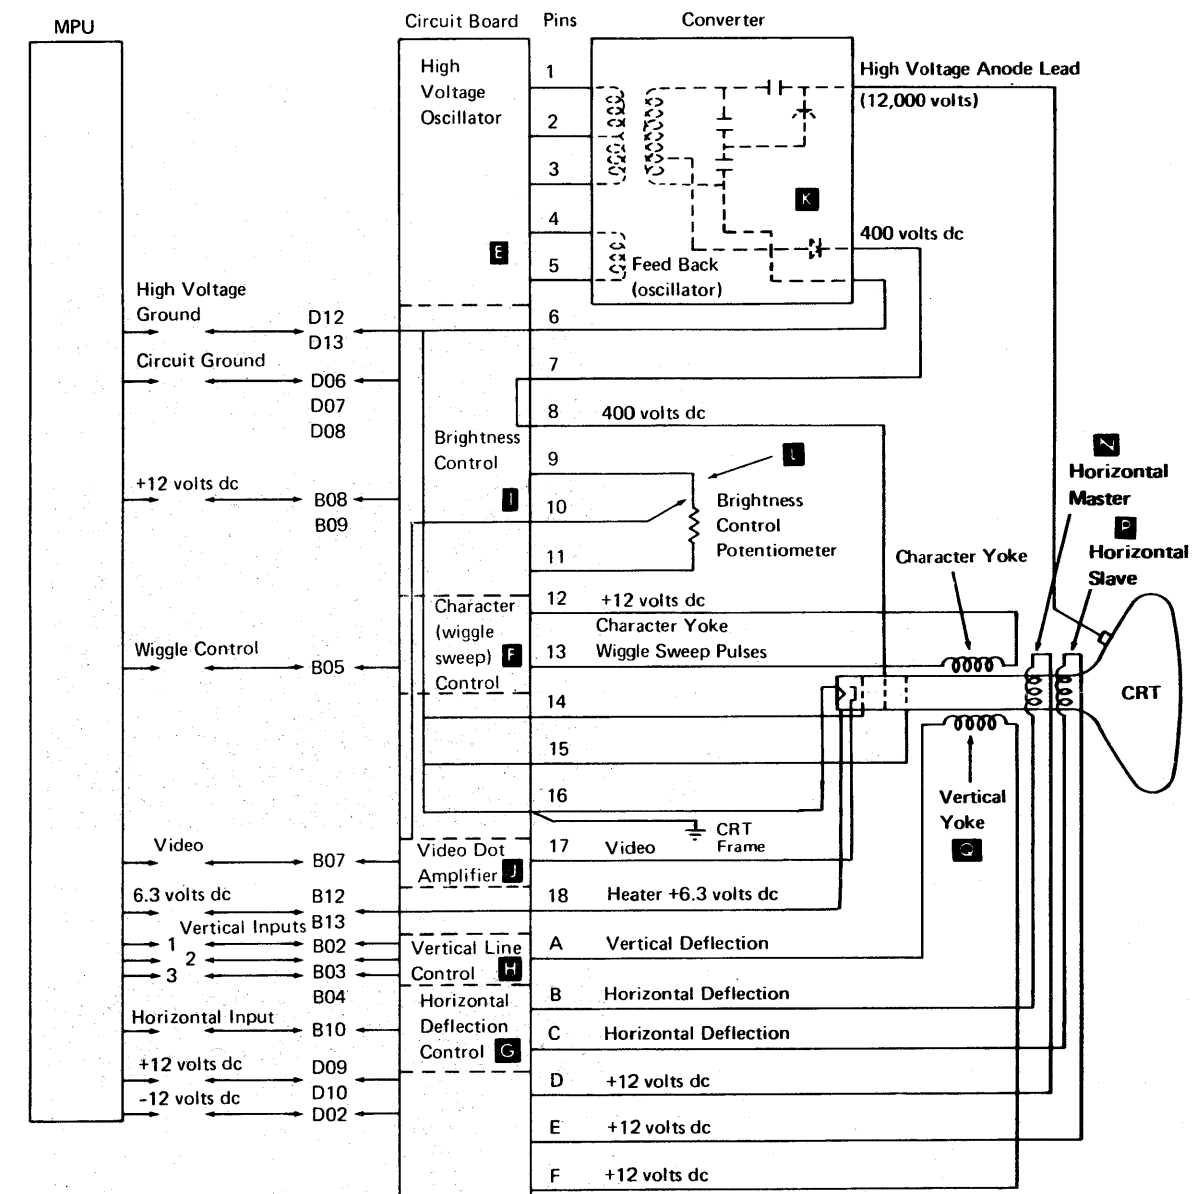 MPU
Circuit Board
Pins
Converter
High
Voltage
Oscillator
E
1
2
3
4
5
6
7
8
9
10
11
12
13
14
15
16
17
18
A
B
C
D
E
F
K
Feed Back
(oscillator)
High Voltage Anode Lead
(12,000 volts)
400 volts dc
High Voltage
Ground
D12
D13
Circuit Ground
D06
D07
D08
400 volts dc
Brightness
Control
I
L
Brightness
Control
Potentiometer
+12 volts dc
B08
B09
N
Horizontal
Master
P
Horizontal
Slave
Character Yoke
CRT
Character
(wiggle
sweep)
Control
F
+12 volts dc
Character Yoke
Wiggle Sweep Pulses
Wiggle Control
B05
Vertical
Yoke
Q
CRT
Frame
Video
B07
Video Dot
Amplifier
J
Video
6.3 volts dc
B12
B13
Heater +6.3 volts dc
Vertical Inputs
1
2
3
B02
B03
B04
Vertical Line
Control
H
Vertical Deflection
Horizontal
Deflection
Control
G
Horizontal Deflection
Horizontal Deflection
Horizontal Input
B10
+12 volts dc
D09
D10
-12 volts dc
D02
+12 volts dc
+12 volts dc
+12 volts dc